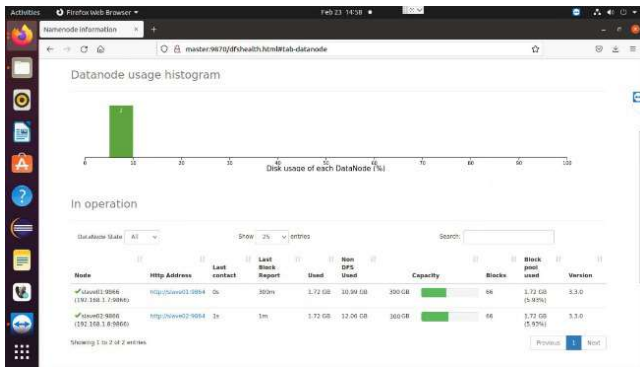 Activities Firefox Web Browser Feb 23 14:58
Namenode information
master:9870/dfshealth.html#tab-datanode
Datanode usage histogram
0 10 20 30 40 50 60 70 80 90 100
Disk usage of each DataNode (%)
In operation
DataNode State All Show 25 entries Search:
Node Http Address Last contact Last Block Report Used Non DFS Used Capacity Blocks Block pool used Version
slave01:9866 (192.168.1.7:9866) http://slave01:9864 0s 300m 1.72 GB 10.99 GB 66 1.72 GB (5.93%) 3.3.0
slave02:9866 (192.168.1.8:9866) http://slave02:9864 1m 1.72 GB 12.06 GB 66 1.72 GB (5.93%) 3.3.0
Showing 1 to 2 of 2 entries
Previous 1 Next